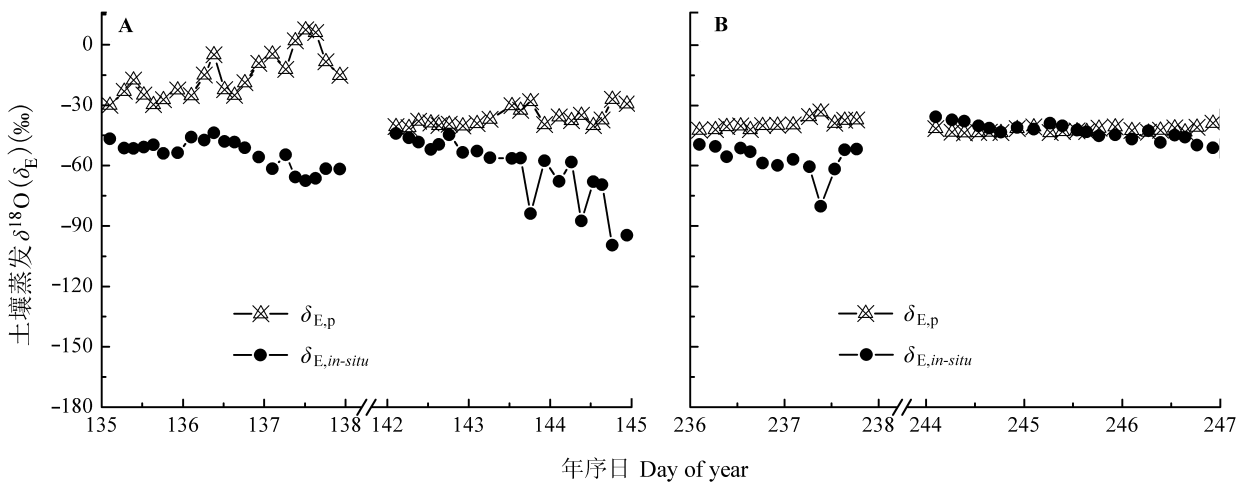 A
B
0
−30
−60
−90
−120
−150
−180
土壤蒸发 δ¹⁸O (δE) (‰)
δE,p
δE,in-situ
δE,p
δE,in-situ
135 136 137 138 142 143 144 145
236 237 238 244 245 246 247
年序日 Day of year